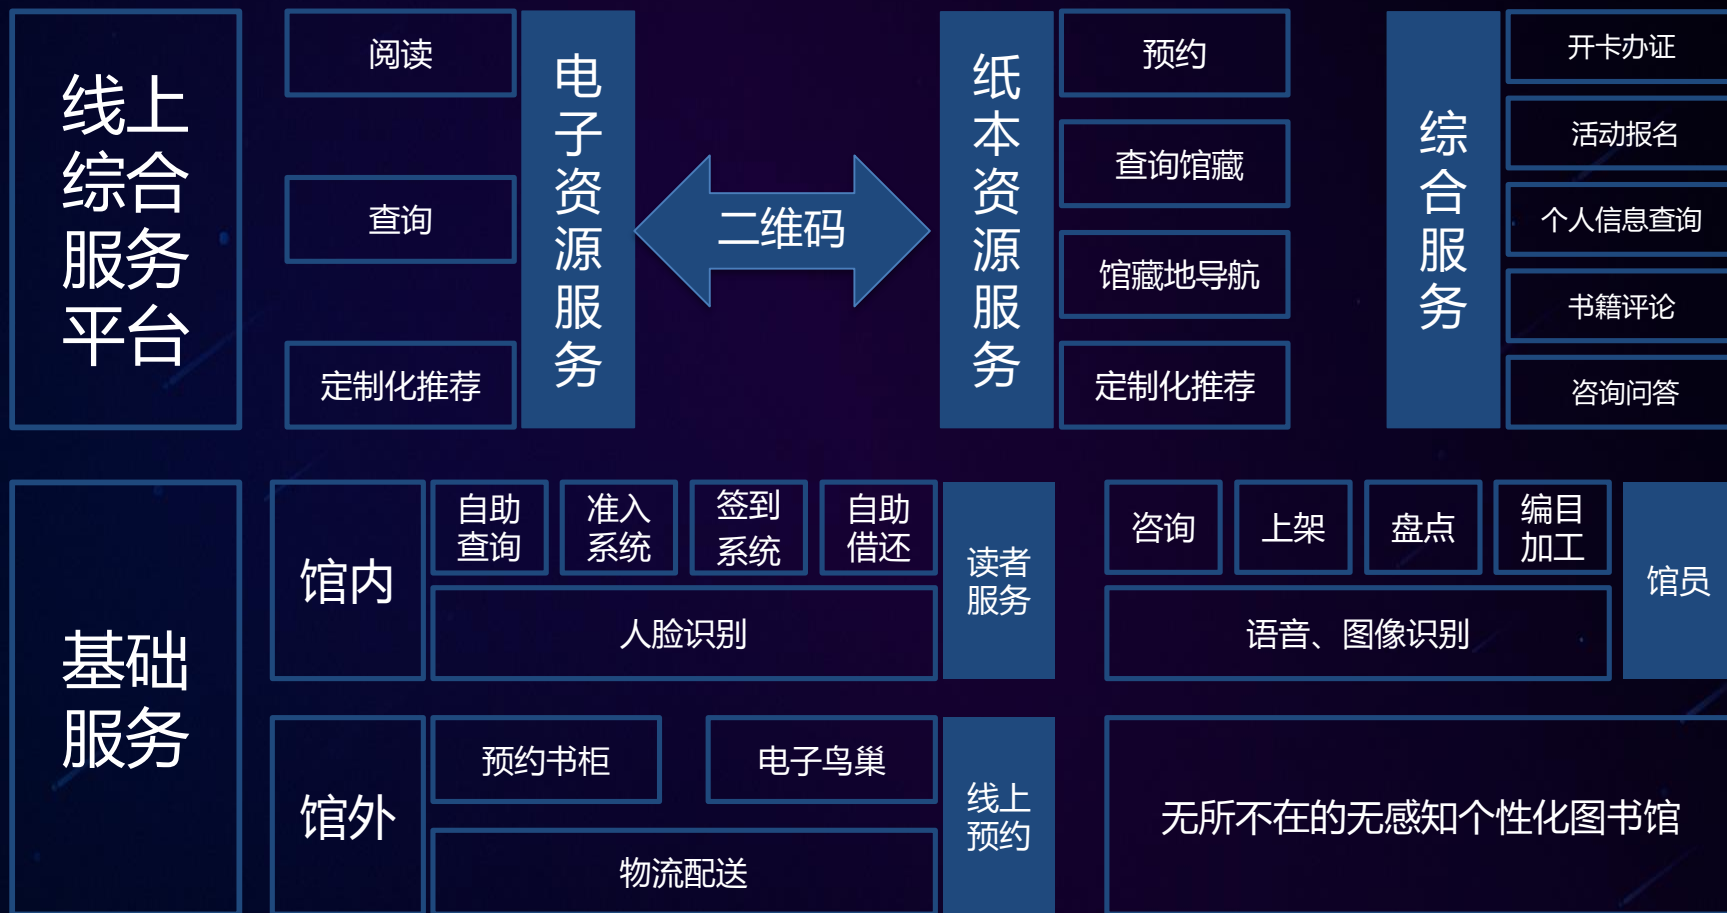 线上
综合
服务
平台
阅读
查询
定制化推荐
电
子
资
源
服
务
二维码
纸
本
资
源
服
务
预约
查询馆藏
馆藏地导航
定制化推荐
综
合
服
务
开卡办证
活动报名
个人信息查询
书籍评论
咨询问答
基础
服务
馆内
自助
查询
准入
系统
签到
系统
自助
借还
人脸识别
读者
服务
咨询
上架
盘点
编目
加工
语音、图像识别
馆员
馆外
预约书柜
电子鸟巢
物流配送
线上
预约
无所不在的无感知个性化图书馆